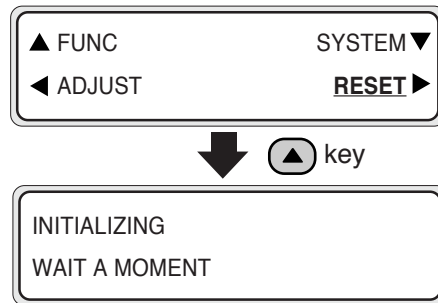 ▲ FUNC SYSTEM ▼
◀ ADJUST RESET ▶
▲ key
INITIALIZING
WAIT A MOMENT